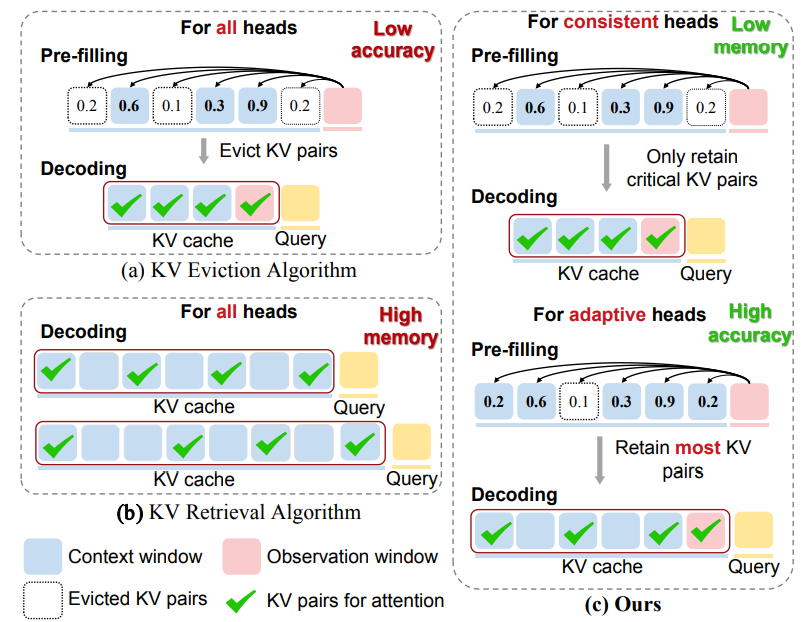 For all heads
Low
accuracy
Pre-filling
0.2 0.6 0.1 0.3 0.9 0.2
Evict KV pairs
Decoding
KV cache Query
(a) KV Eviction Algorithm
For all heads
High
memory
Decoding
KV cache Query
KV cache Query
(b) KV Retrieval Algorithm
Context window Observation window
Evicted KV pairs KV pairs for attention
For consistent heads
Low
memory
Pre-filling
0.2 0.6 0.1 0.3 0.9 0.2
Only retain
critical KV pairs
Decoding
KV cache Query
For adaptive heads
High
accuracy
Pre-filling
0.2 0.6 0.1 0.3 0.9 0.2
Retain most KV
pairs
Decoding
KV cache Query
(c) Ours